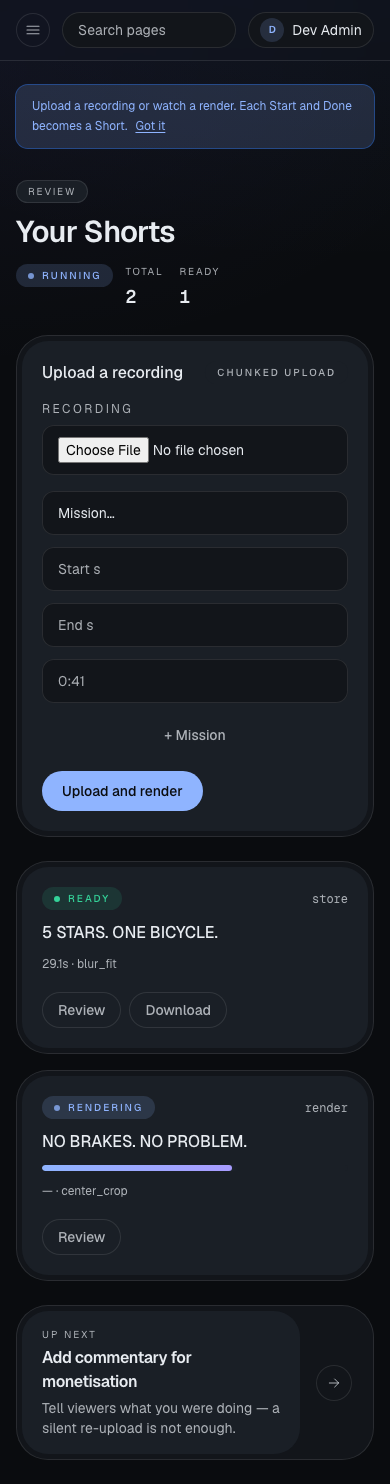 Search pages
D
Dev Admin
Upload a recording or watch a render. Each Start and Done
becomes a Short. Got it
REVIEW
Your Shorts
RUNNING
TOTAL
READY
2
1
Upload a recording
CHUNKED UPLOAD
RECORDING
Choose File No file chosen
Mission…
Start s
End s
0:41
+ Mission
Upload and render
READY
store
5 STARS. ONE BICYCLE.
29.1s · blur_fit
Review
Download
RENDERING
render
NO BRAKES. NO PROBLEM.
— · center_crop
Review
UP NEXT
Add commentary for
monetisation
Tell viewers what you were doing — a
silent re-upload is not enough.